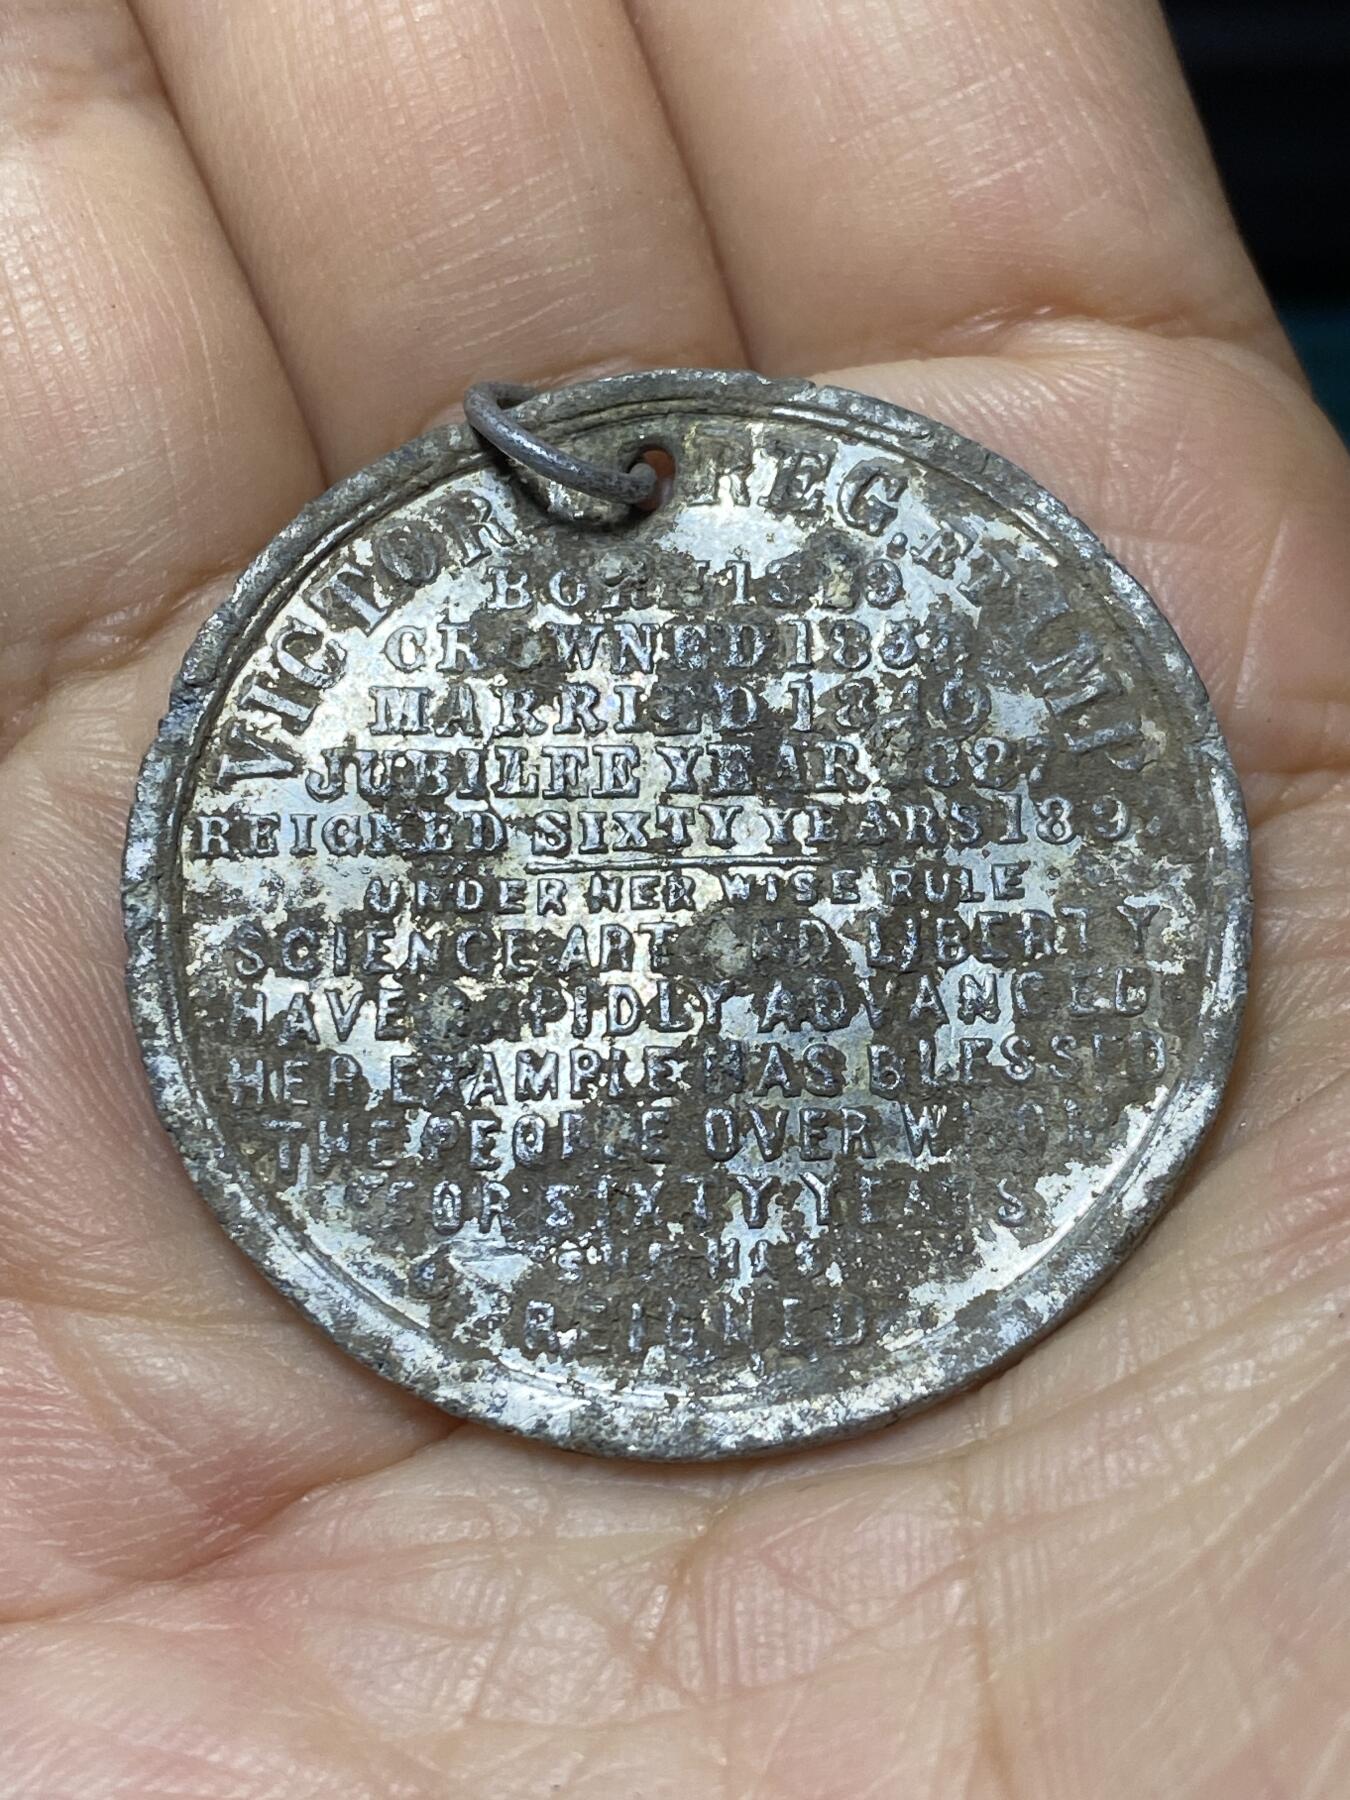 VICTOR REG. ET IMP
BORN 1819
CROWNED 1838
MARRIED 1840
JUBILEE YEAR 1887
REIGNED SIXTY YEARS 1897
UNDER HER WISE RULE
SCIENCE ART AND LIBERTY
HAVE RAPIDLY ADVANCED
HER EXAMPLE HAS BLESSED
THE PEOPLE OVER WHOM
FOR SIXTY YEARS
SHE HAS
REIGNED